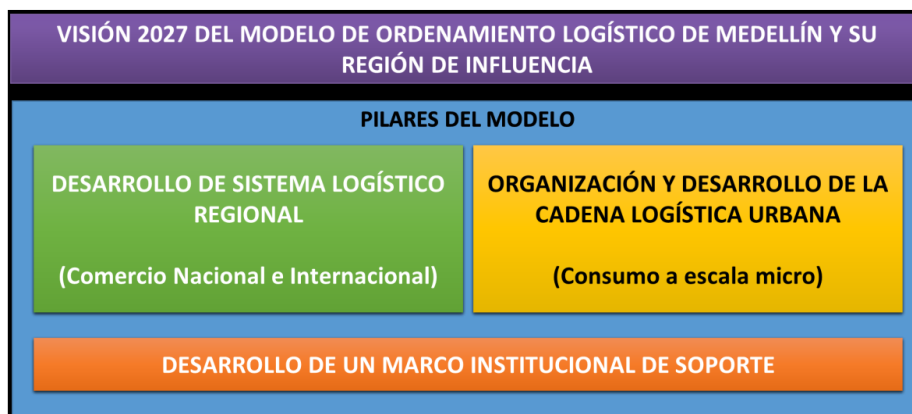 VISIÓN 2027 DEL MODELO DE ORDENAMIENTO LOGÍSTICO DE MEDELLÍN Y SU
REGIÓN DE INFLUENCIA
PILARES DEL MODELO
DESARROLLO DE SISTEMA LOGÍSTICO
REGIONAL
(Comercio Nacional e Internacional)
ORGANIZACIÓN Y DESARROLLO DE LA
CADENA LOGÍSTICA URBANA
(Consumo a escala micro)
DESARROLLO DE UN MARCO INSTITUCIONAL DE SOPORTE